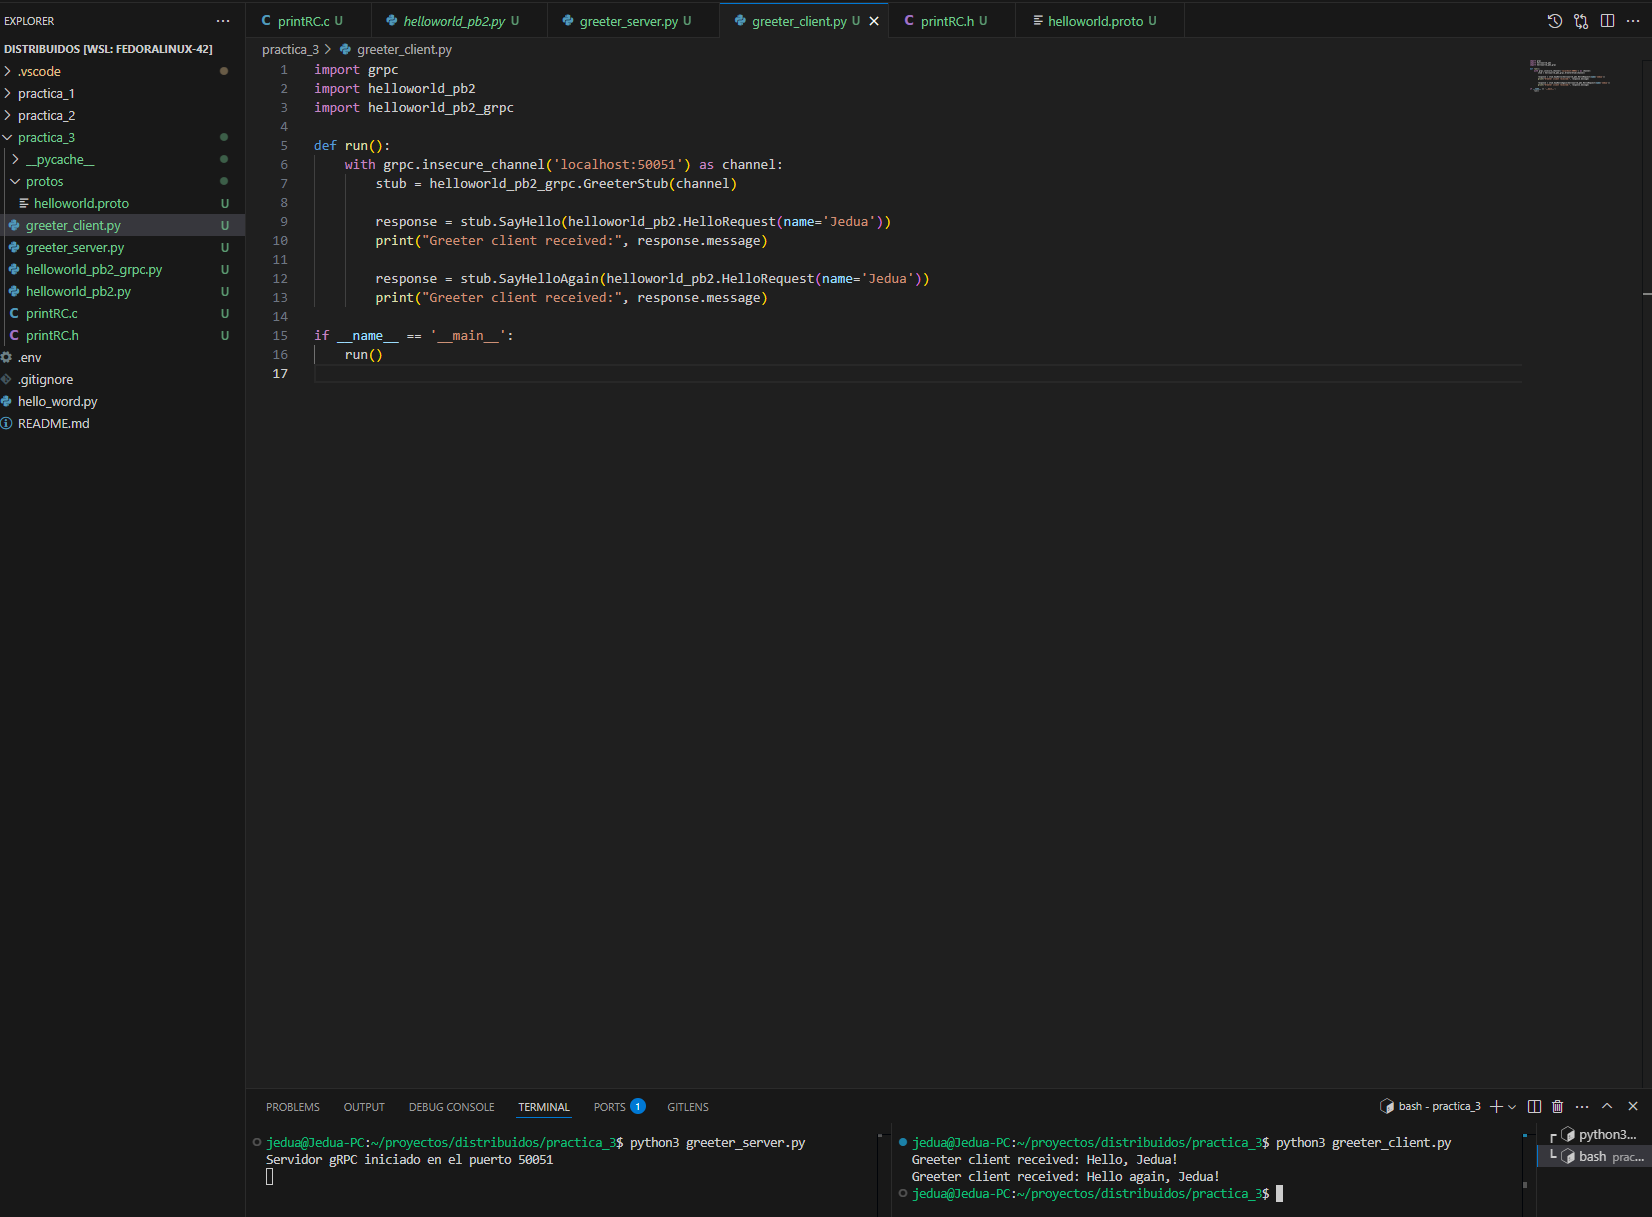 EXPLORER
DISTRIBUIDOS [WSL: FEDORALINUX-42]
.vscode
practica_1
practica_2
practica_3
__pycache__
protos
helloworld.proto U
greeter_client.py U
greeter_server.py U
helloworld_pb2_grpc.py U
helloworld_pb2.py U
C printRC.c U
C printRC.h U
.env
.gitignore
hello_word.py
README.md
C printRC.c U helloworld_pb2.py U greeter_server.py U greeter_client.py U C printRC.h U helloworld.proto U
practica_3 > greeter_client.py
1 import grpc
2 import helloworld_pb2
3 import helloworld_pb2_grpc
4
5 def run():
6 with grpc.insecure_channel('localhost:50051') as channel:
7 stub = helloworld_pb2_grpc.GreeterStub(channel)
8
9 response = stub.SayHello(helloworld_pb2.HelloRequest(name='Jedua'))
10 print("Greeter client received:", response.message)
11
12 response = stub.SayHelloAgain(helloworld_pb2.HelloRequest(name='Jedua'))
13 print("Greeter client received:", response.message)
14
15 if __name__ == '__main__':
16 run()
17
PROBLEMS OUTPUT DEBUG CONSOLE TERMINAL PORTS 1 GITLENS
bash - practica_3
jedua@Jedua-PC:~/proyectos/distribuidos/practica_3$ python3 greeter_server.py
Servidor gRPC iniciado en el puerto 50051
jedua@Jedua-PC:~/proyectos/distribuidos/practica_3$ python3 greeter_client.py
Greeter client received: Hello, Jedua!
Greeter client received: Hello again, Jedua!
jedua@Jedua-PC:~/proyectos/distribuidos/practica_3$
python3...
bash prac...